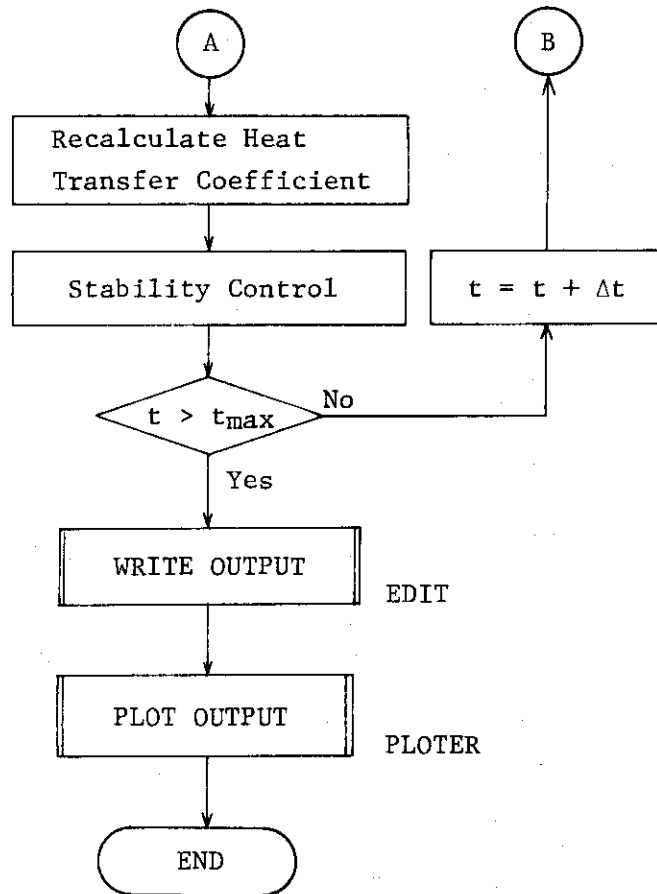 A
B
Recalculate Heat
Transfer Coefficient
Stability Control
t = t + Δt
t > tmax
No
Yes
WRITE OUTPUT
EDIT
PLOT OUTPUT
PLOTER
END